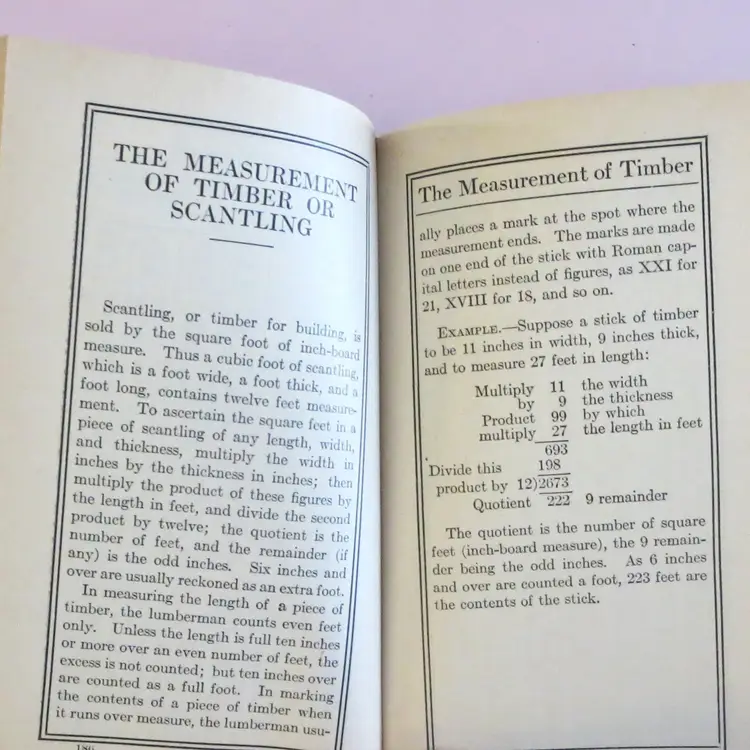 THE MEASUREMENT
OF TIMBER OR
SCANTLING
Scantling, or timber for building, is
sold by the square foot of inch-board
measure. Thus a cubic foot of scantling,
which is a foot wide, a foot thick, and a
foot long, contains twelve feet measure-
ment. To ascertain the square feet in a
piece of scantling of any length, width,
and thickness, multiply the width in
inches by the thickness in inches; then
multiply the product of these figures by
the length in feet, and divide the second
product by twelve; the quotient is the
number of feet, and the remainder (if
any) is the odd inches. Six inches and
over are usually reckoned as an extra foot.
In measuring the length of a piece of
timber, the lumberman counts even feet
only. Unless the length is full ten inches
or more over an even number of feet, the
excess is not counted; but ten inches over
are counted as a full foot. In marking
the contents of a piece of timber when
it runs over measure, the lumberman usu-
186
The Measurement of Timber
ally places a mark at the spot where the
measurement ends. The marks are made
on one end of the stick with Roman cap-
ital letters instead of figures, as XXI for
21, XVIII for 18, and so on.
EXAMPLE.—Suppose a stick of timber
to be 11 inches in width, 9 inches thick,
and to measure 27 feet in length:
Multiply 11 the width
by 9 the thickness
Product 99 by which
multiply 27 the length in feet
693
Divide this 198
product by 12)2673
Quotient 222 9 remainder
The quotient is the number of square
feet (inch-board measure), the 9 remain-
der being the odd inches. As 6 inches
and over are counted a foot, 223 feet are
the contents of the stick.